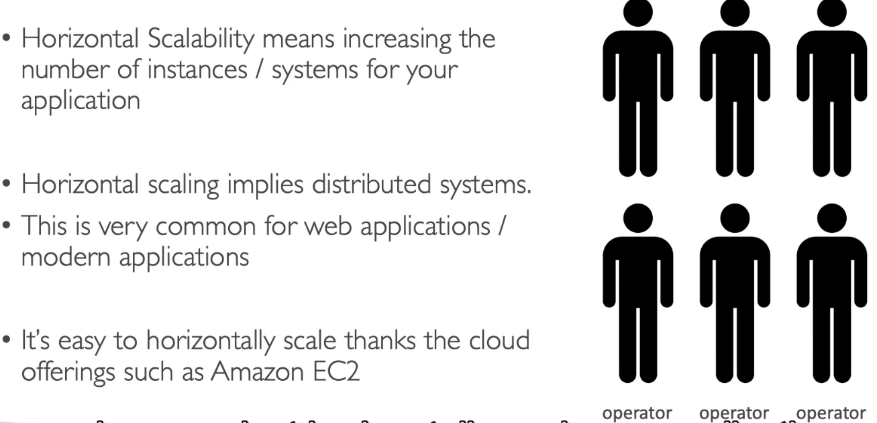 • Horizontal Scalability means increasing the
number of instances / systems for your
application
• Horizontal scaling implies distributed systems.
• This is very common for web applications /
modern applications
• It's easy to horizontally scale thanks the cloud
offerings such as Amazon EC2
operator operator operator